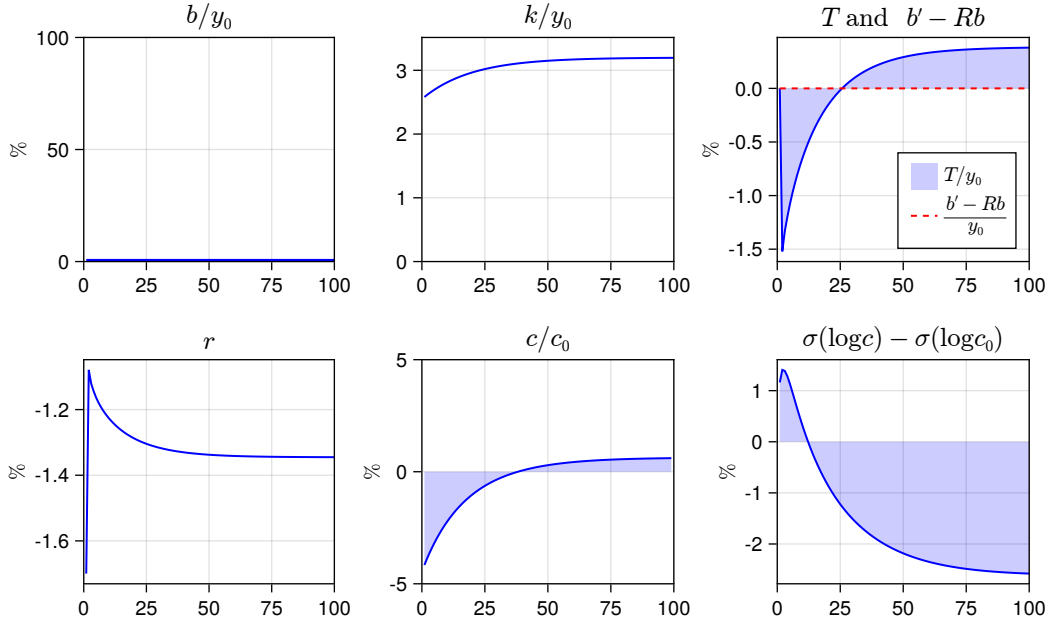 b/y₀
%
100
50
0
0 25 50 75 100
k/y₀
3
2
1
0
0 25 50 75 100
T and b′ − Rb
%
0.0
-0.5
-1.0
-1.5
0 25 50 75 100
T/y₀
b′ − Rb
y₀
r
%
-1.2
-1.4
-1.6
0 25 50 75 100
c/c₀
%
5
0
-5
0 25 50 75 100
σ(logc) − σ(logc₀)
%
1
0
-1
-2
0 25 50 75 100